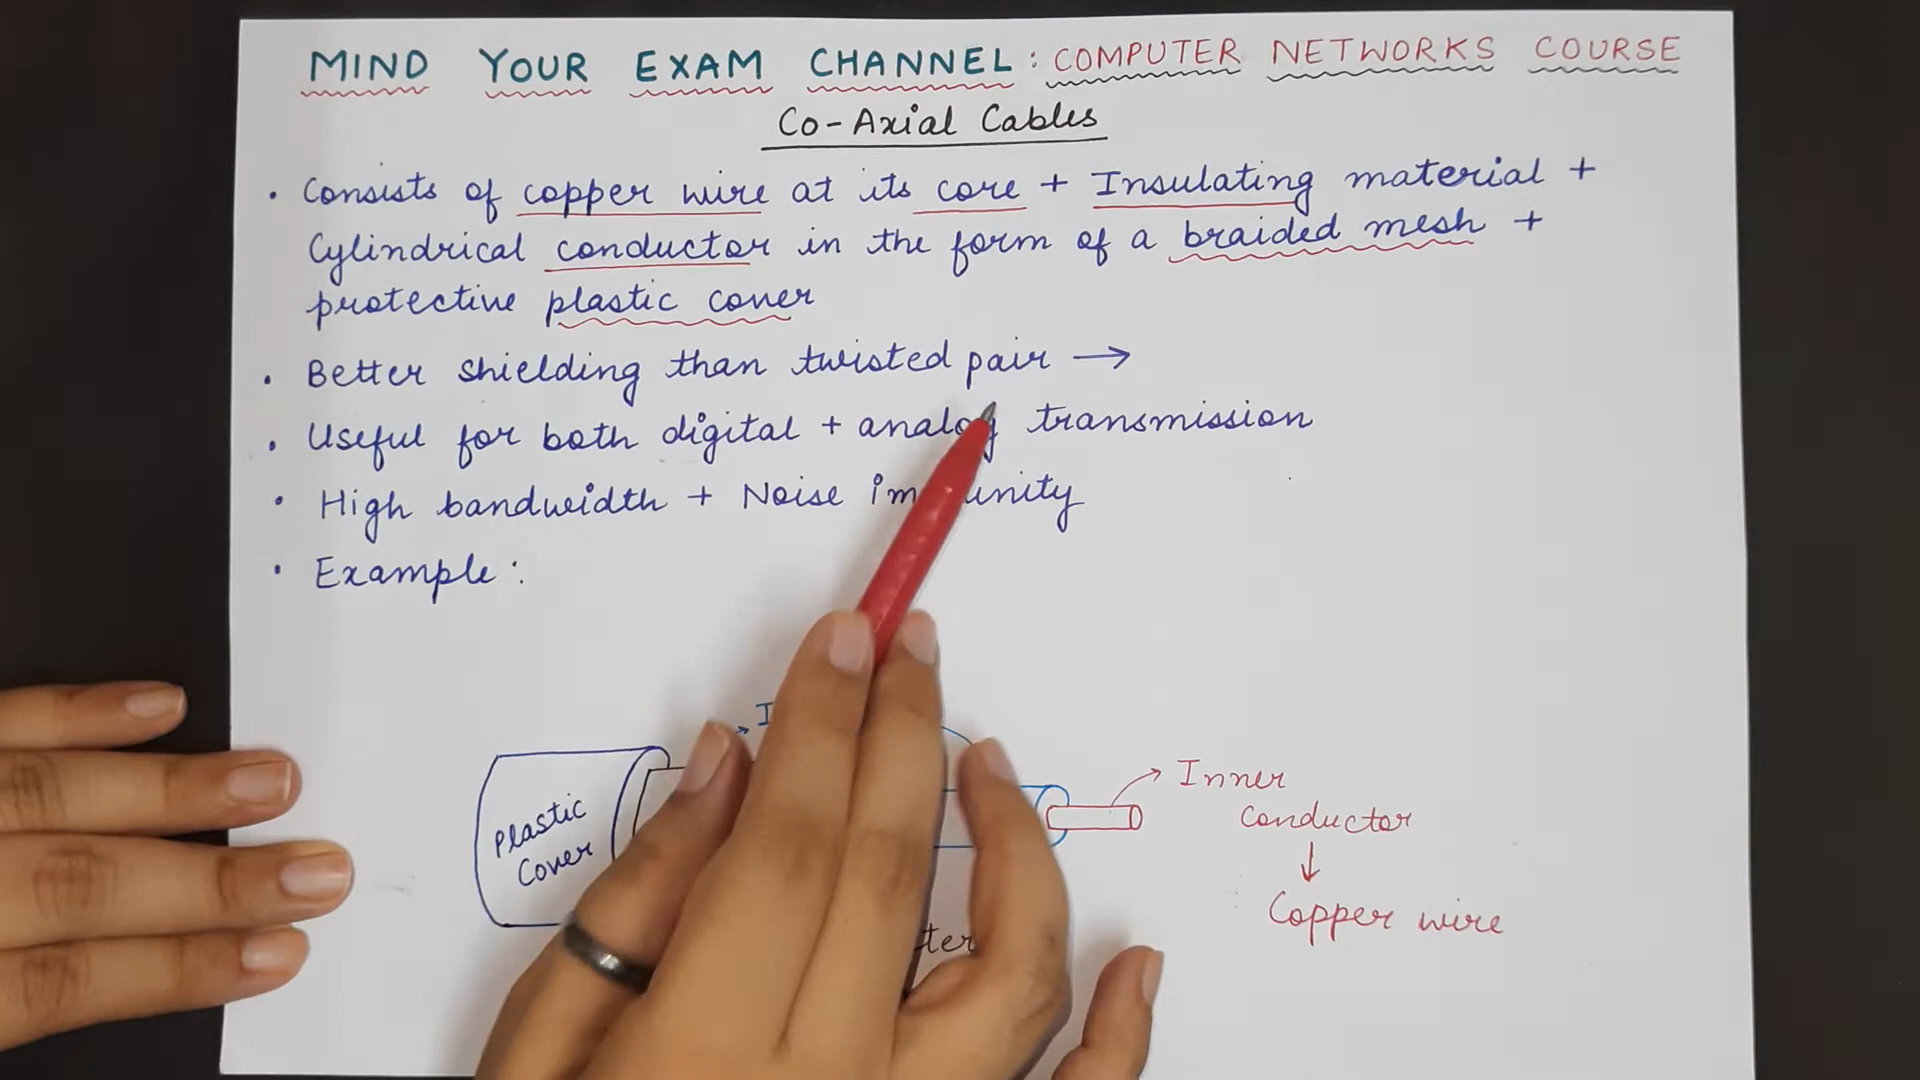 MIND YOUR EXAM CHANNEL : COMPUTER NETWORKS COURSE
Co-Axial Cables
• Consists of copper wire at its core + Insulating material +
Cylindrical conductor in the form of a braided mesh +
protective plastic cover
• Better shielding than twisted pair →
• Useful for both digital + analog transmission
• High bandwidth + Noise immunity
• Example :
Plastic
Cover
Inner
conductor
↓
Copper wire